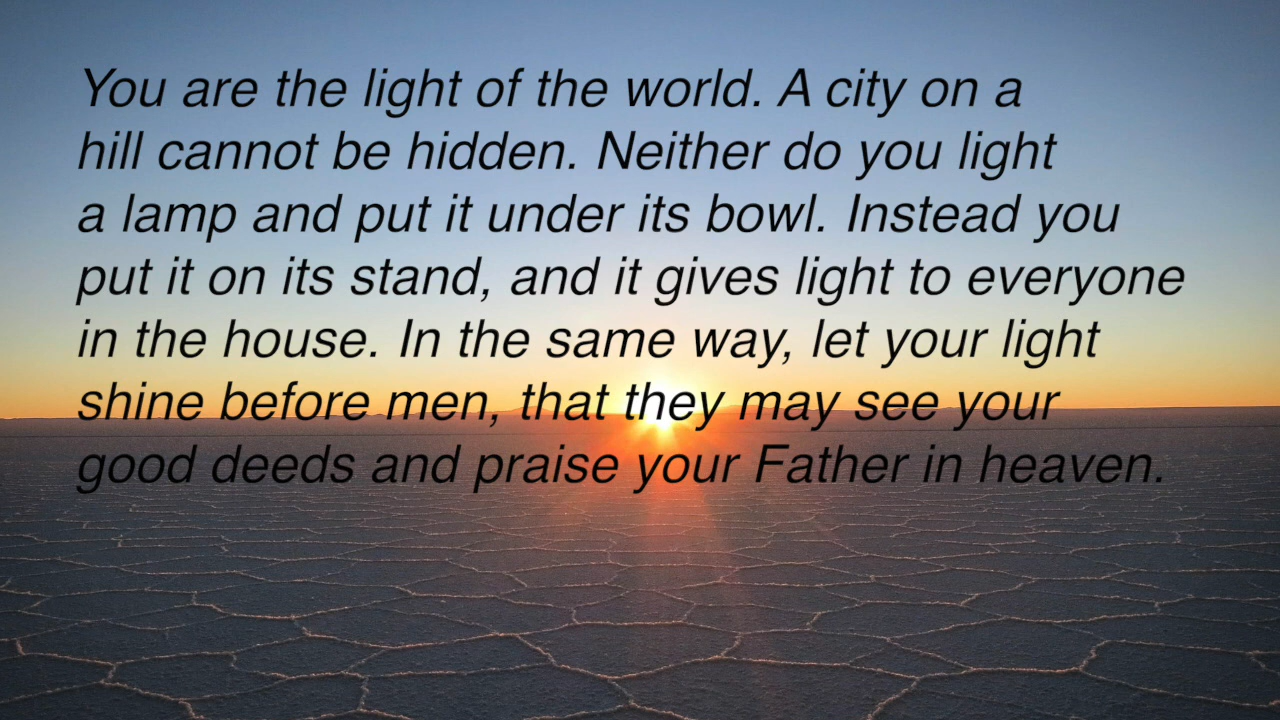 You are the light of the world. A city on a
hill cannot be hidden. Neither do you light
a lamp and put it under its bowl. Instead you
put it on its stand, and it gives light to everyone
in the house. In the same way, let your light
shine before men, that they may see your
good deeds and praise your Father in heaven.